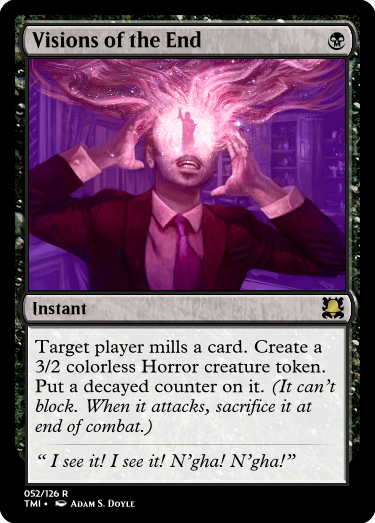 Visions of the End
Instant
Target player mills a card. Create a
3/2 colorless Horror creature token.
Put a decayed counter on it. (It can't
block. When it attacks, sacrifice it at
end of combat.)
“ I see it! I see it! N'gha! N'gha!”
052/126 R
TMI • Adam S. Doyle